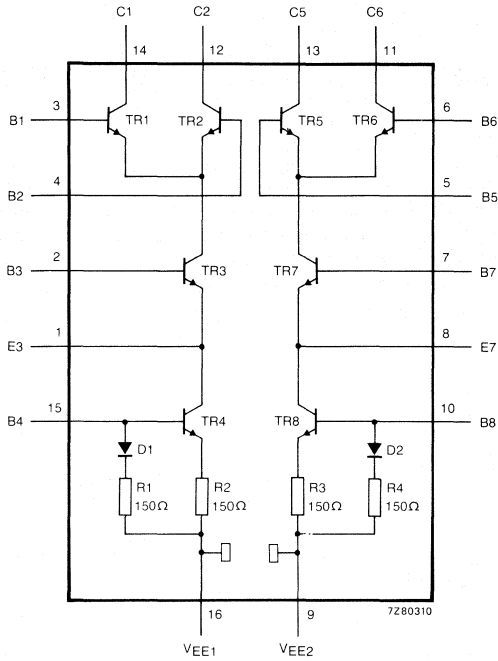 C1 C2 C5 C6
14 12 13 11
3 6
B1 TR1 TR2 TR5 TR6 B6
4 5
B2 B5
2 7
B3 TR3 TR7 B7
1 8
E3 E7
15 10
B4 TR4 TR8 B8
D1 D2
R1 R2 R3 R4
150Ω 150Ω 150Ω 150Ω
16 9 7Z80310
VEE1 VEE2